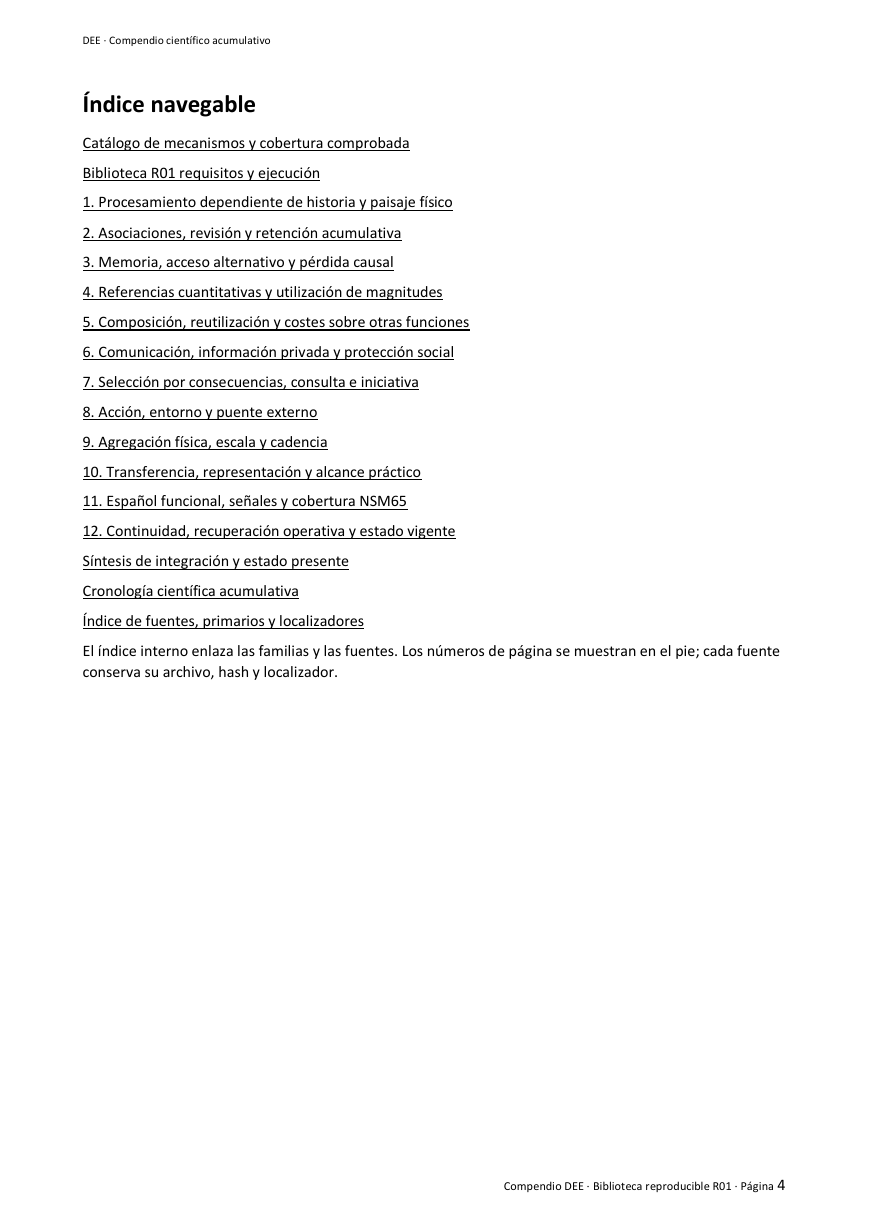 DEE · Compendio científico acumulativo
Índice navegable
Catálogo de mecanismos y cobertura comprobada
Biblioteca R01 requisitos y ejecución
1. Procesamiento dependiente de historia y paisaje físico
2. Asociaciones, revisión y retención acumulativa
3. Memoria, acceso alternativo y pérdida causal
4. Referencias cuantitativas y utilización de magnitudes
5. Composición, reutilización y costes sobre otras funciones
6. Comunicación, información privada y protección social
7. Selección por consecuencias, consulta e iniciativa
8. Acción, entorno y puente externo
9. Agregación física, escala y cadencia
10. Transferencia, representación y alcance práctico
11. Español funcional, señales y cobertura NSM65
12. Continuidad, recuperación operativa y estado vigente
Síntesis de integración y estado presente
Cronología científica acumulativa
Índice de fuentes, primarios y localizadores
El índice interno enlaza las familias y las fuentes. Los números de página se muestran en el pie; cada fuente
conserva su archivo, hash y localizador.
Compendio DEE · Biblioteca reproducible R01 · Página 4